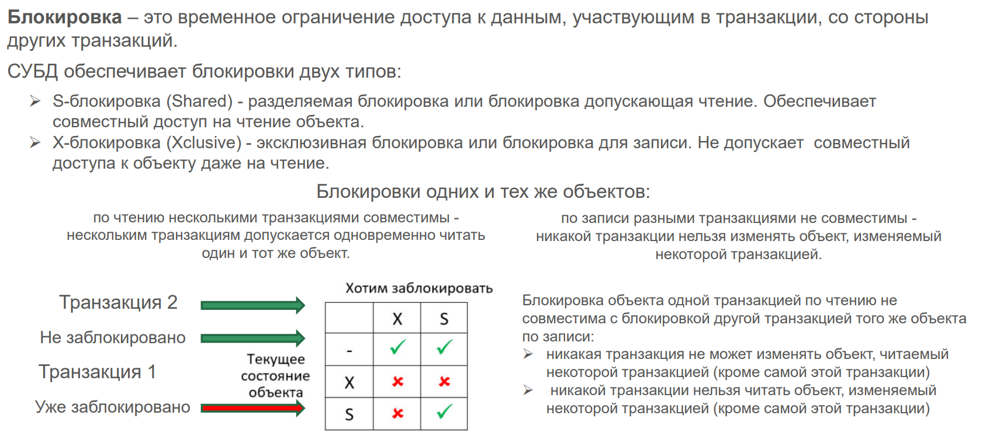 Блокировка – это временное ограничение доступа к данным, участвующим в транзакции, со стороны
других транзакций.
СУБД обеспечивает блокировки двух типов:
➢ S-блокировка (Shared) - разделяемая блокировка или блокировка допускающая чтение. Обеспечивает
совместный доступ на чтение объекта.
➢ X-блокировка (Xclusive) - эксклюзивная блокировка или блокировка для записи. Не допускает совместный
доступа к объекту даже на чтение.
Блокировки одних и тех же объектов:
по чтению несколькими транзакциями совместимы -
нескольким транзакциям допускается одновременно читать
один и тот же объект.
по записи разными транзакциями не совместимы -
никакой транзакции нельзя изменять объект, изменяемый
некоторой транзакцией.
Транзакция 2
Не заблокировано
Транзакция 1
Уже заблокировано
Хотим заблокировать
Текущее
состояние
объекта
X S
- ✓ ✓
X ✘ ✘
S ✘ ✓
Блокировка объекта одной транзакцией по чтению не
совместима с блокировкой другой транзакцией того же объекта
по записи:
➢ никакая транзакция не может изменять объект, читаемый
некоторой транзакцией (кроме самой этой транзакции)
➢ никакой транзакции нельзя читать объект, изменяемый
некоторой транзакцией (кроме самой этой транзакции)